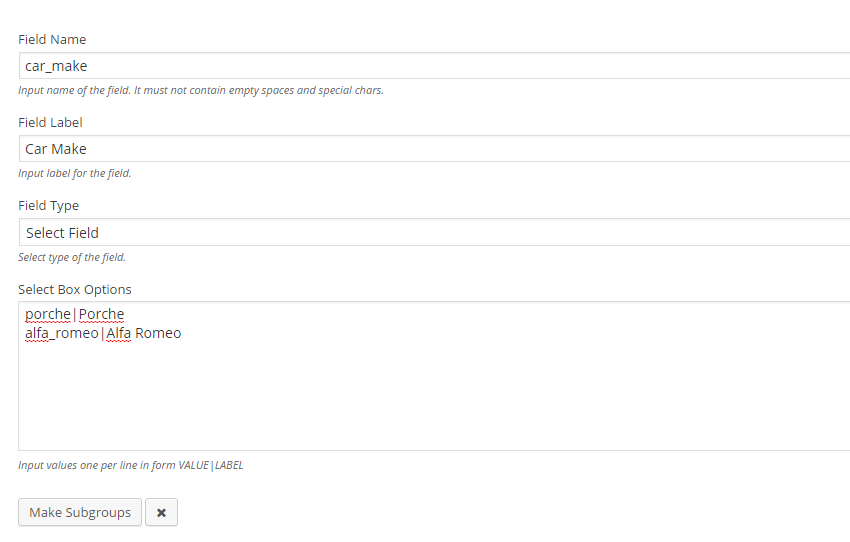 Field Name
car_make
Input name of the field. It must not contain empty spaces and special chars.
Field Label
Car Make
Input label for the field.
Field Type
Select Field
Select type of the field.
Select Box Options
porche|Porche
alfa_romeo|Alfa Romeo
Input values one per line in form VALUE|LABEL
Make Subgroups